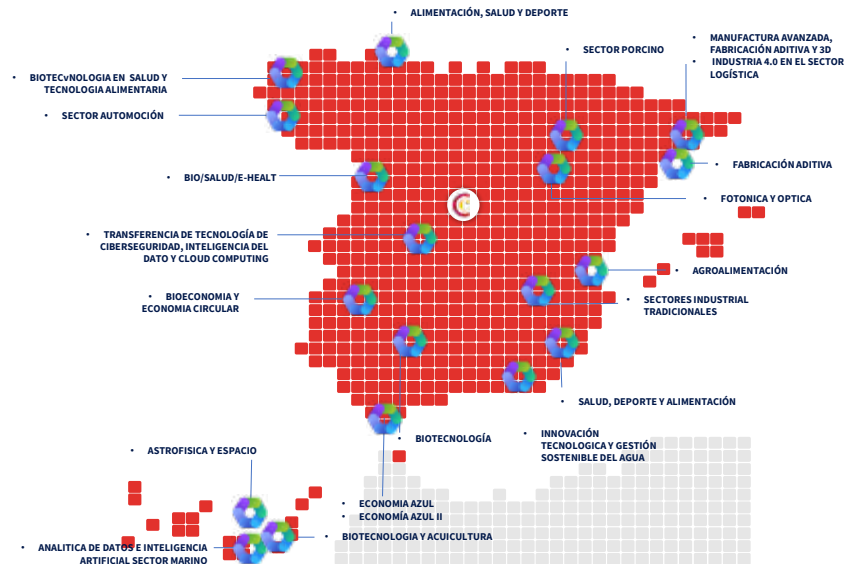 • ALIMENTACIÓN, SALUD Y DEPORTE
• SECTOR PORCINO
• MANUFACTURA AVANZADA,
FABRICACIÓN ADITIVA Y 3D
• INDUSTRIA 4.0 EN EL SECTOR
LOGÍSTICA
• BIOTECvNOLOGIA EN SALUD Y
TECNOLOGIA ALIMENTARIA
• SECTOR AUTOMOCIÓN
• FABRICACIÓN ADITIVA
• BIO/SALUD/E-HEALT
• FOTONICA Y OPTICA
• TRANSFERENCIA DE TECNOLOGÍA DE
CIBERSEGURIDAD, INTELIGENCIA DEL
DATO Y CLOUD COMPUTING
• AGROALIMENTACIÓN
• BIOECONOMIA Y
ECONOMIA CIRCULAR
• SECTORES INDUSTRIAL
TRADICIONALES
• SALUD, DEPORTE Y ALIMENTACIÓN
• BIOTECNOLOGÍA
• INNOVACIÓN
TECNOLOGICA Y GESTIÓN
SOSTENIBLE DEL AGUA
• ASTROFISICA Y ESPACIO
• ECONOMIA AZUL
• ECONOMÍA AZUL II
• BIOTECNOLOGIA Y ACUICULTURA
• ANALITICA DE DATOS E INTELIGENCIA
ARTIFICIAL SECTOR MARINO